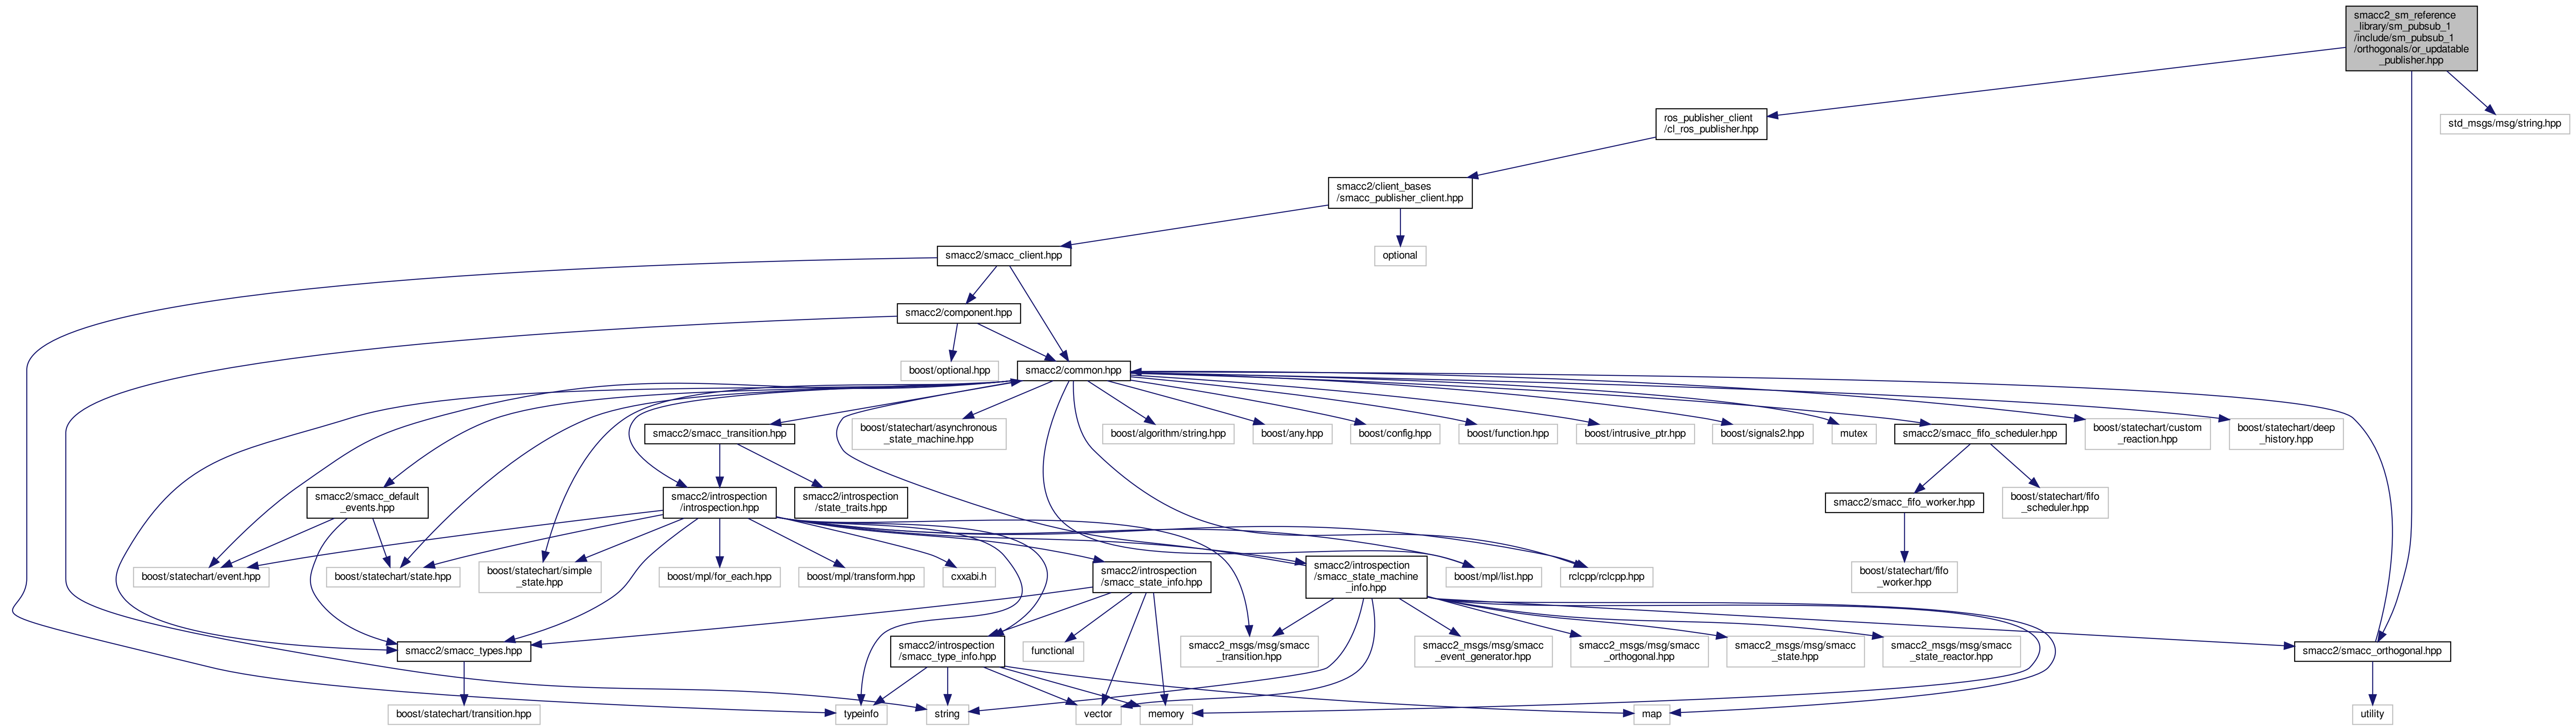 smacc2_sm_reference
_library/sm_pubsub_1
/include/sm_pubsub_1
/orthogonals/or_updatable
_publisher.hpp
ros_publisher_client
/cl_ros_publisher.hpp
std_msgs/msg/string.hpp
smacc2/client_bases
/smacc_publisher_client.hpp
smacc2/smacc_client.hpp
optional
smacc2/component.hpp
boost/optional.hpp
smacc2/common.hpp
smacc2/smacc_transition.hpp
boost/statechart/asynchronous
_state_machine.hpp
boost/algorithm/string.hpp
boost/any.hpp
boost/config.hpp
boost/function.hpp
boost/intrusive_ptr.hpp
boost/signals2.hpp
mutex
smacc2/smacc_fifo_scheduler.hpp
boost/statechart/custom
_reaction.hpp
boost/statechart/deep
_history.hpp
smacc2/smacc_default
_events.hpp
smacc2/introspection
/introspection.hpp
smacc2/introspection
/state_traits.hpp
smacc2/smacc_fifo_worker.hpp
boost/statechart/fifo
_scheduler.hpp
boost/statechart/event.hpp
boost/statechart/state.hpp
boost/statechart/simple
_state.hpp
boost/mpl/for_each.hpp
boost/mpl/transform.hpp
cxxabi.h
smacc2/introspection
/smacc_state_info.hpp
smacc2/introspection
/smacc_state_machine
_info.hpp
boost/mpl/list.hpp
rclcpp/rclcpp.hpp
boost/statechart/fifo
_worker.hpp
smacc2/smacc_types.hpp
smacc2/introspection
/smacc_type_info.hpp
functional
smacc2_msgs/msg/smacc
_transition.hpp
smacc2_msgs/msg/smacc
_event_generator.hpp
smacc2_msgs/msg/smacc
_orthogonal.hpp
smacc2_msgs/msg/smacc
_state.hpp
smacc2_msgs/msg/smacc
_state_reactor.hpp
smacc2/smacc_orthogonal.hpp
boost/statechart/transition.hpp
typeinfo
string
vector
memory
map
utility